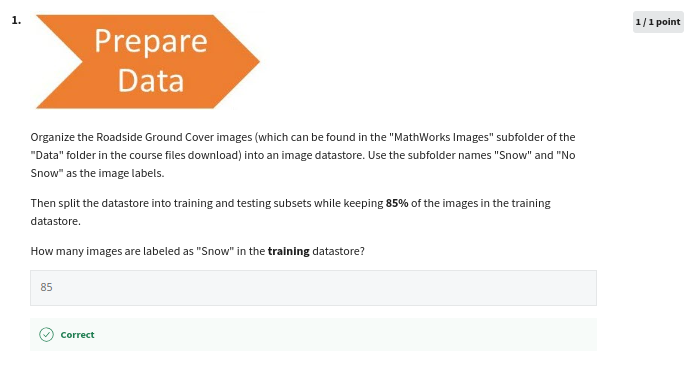 1.
Prepare
Data
1 / 1 point
Organize the Roadside Ground Cover images (which can be found in the "MathWorks Images" subfolder of the
"Data" folder in the course files download) into an image datastore. Use the subfolder names "Snow" and "No
Snow" as the image labels.
Then split the datastore into training and testing subsets while keeping 85% of the images in the training
datastore.
How many images are labeled as "Snow" in the training datastore?
85
Correct